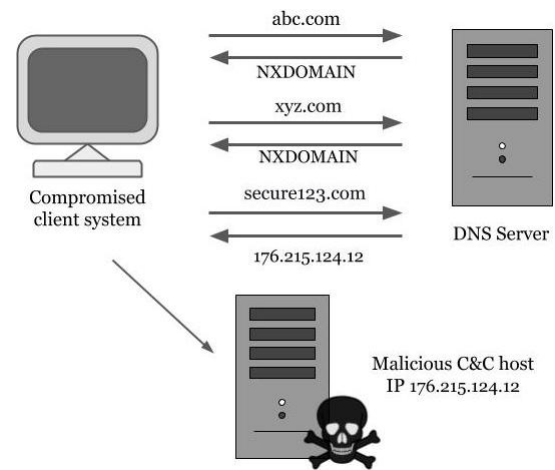 abc.com
NXDOMAIN
xyz.com
NXDOMAIN
Compromised
client system
secure123.com
176.215.124.12
DNS Server
Malicious C&C host
IP 176.215.124.12